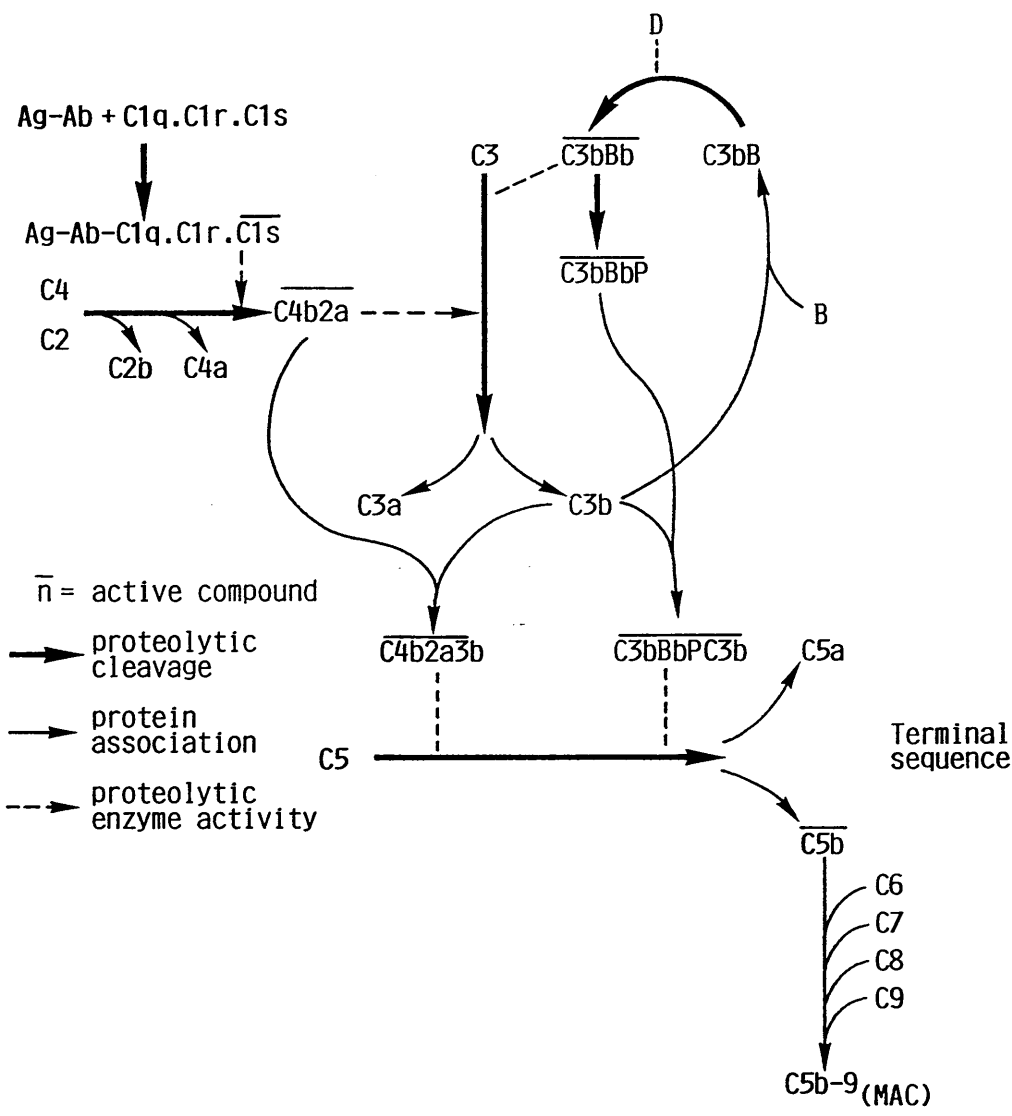 D
Ag-Ab + C1q.C1r.C1s
C3
C3bBb
C3bB
Ag-Ab-C1q.C1r.C1s
C3bBbP
C4
C4b2a
C2
B
C2b
C4a
C3a
C3b
n = active compound
proteolytic
cleavage
C4b2a3b
C3bBbPC3b
C5a
protein
association
C5
Terminal
sequence
proteolytic
enzyme activity
C5b
C6
C7
C8
C9
C5b-9 (MAC)